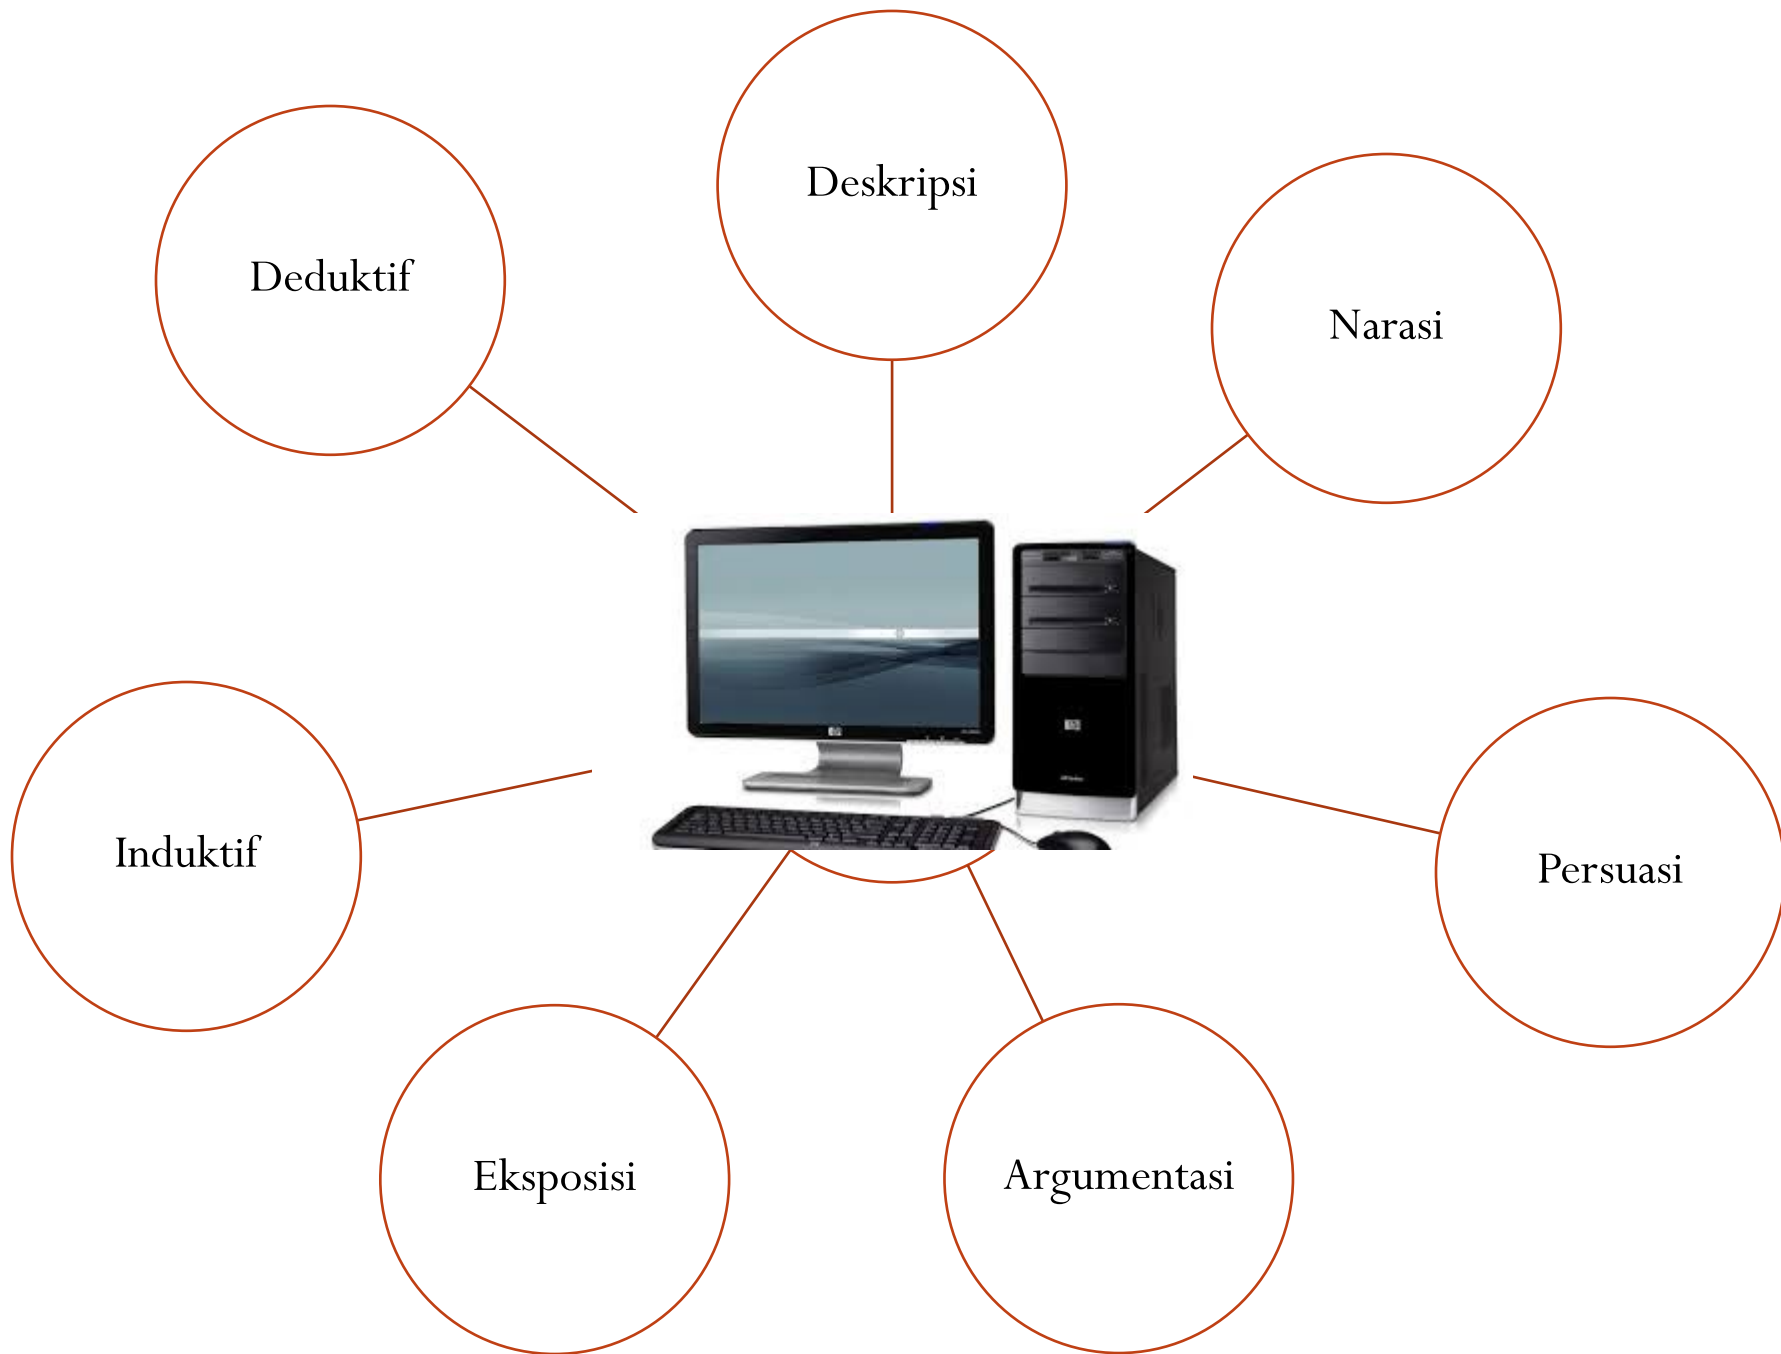 Deskripsi
Deduktif
Narasi
Induktif
Persuasi
Eksposisi
Argumentasi